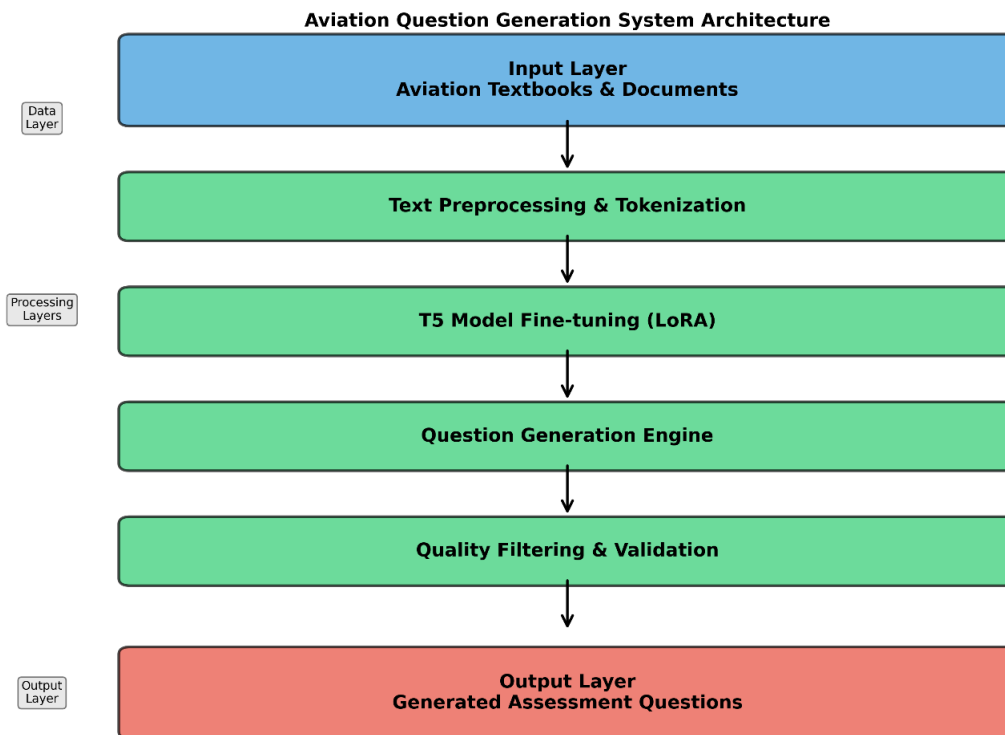 Aviation Question Generation System Architecture
Input Layer
Aviation Textbooks & Documents
Data
Layer
Text Preprocessing & Tokenization
Processing
Layers
T5 Model Fine-tuning (LoRA)
Question Generation Engine
Quality Filtering & Validation
Output
Layer
Output Layer
Generated Assessment Questions